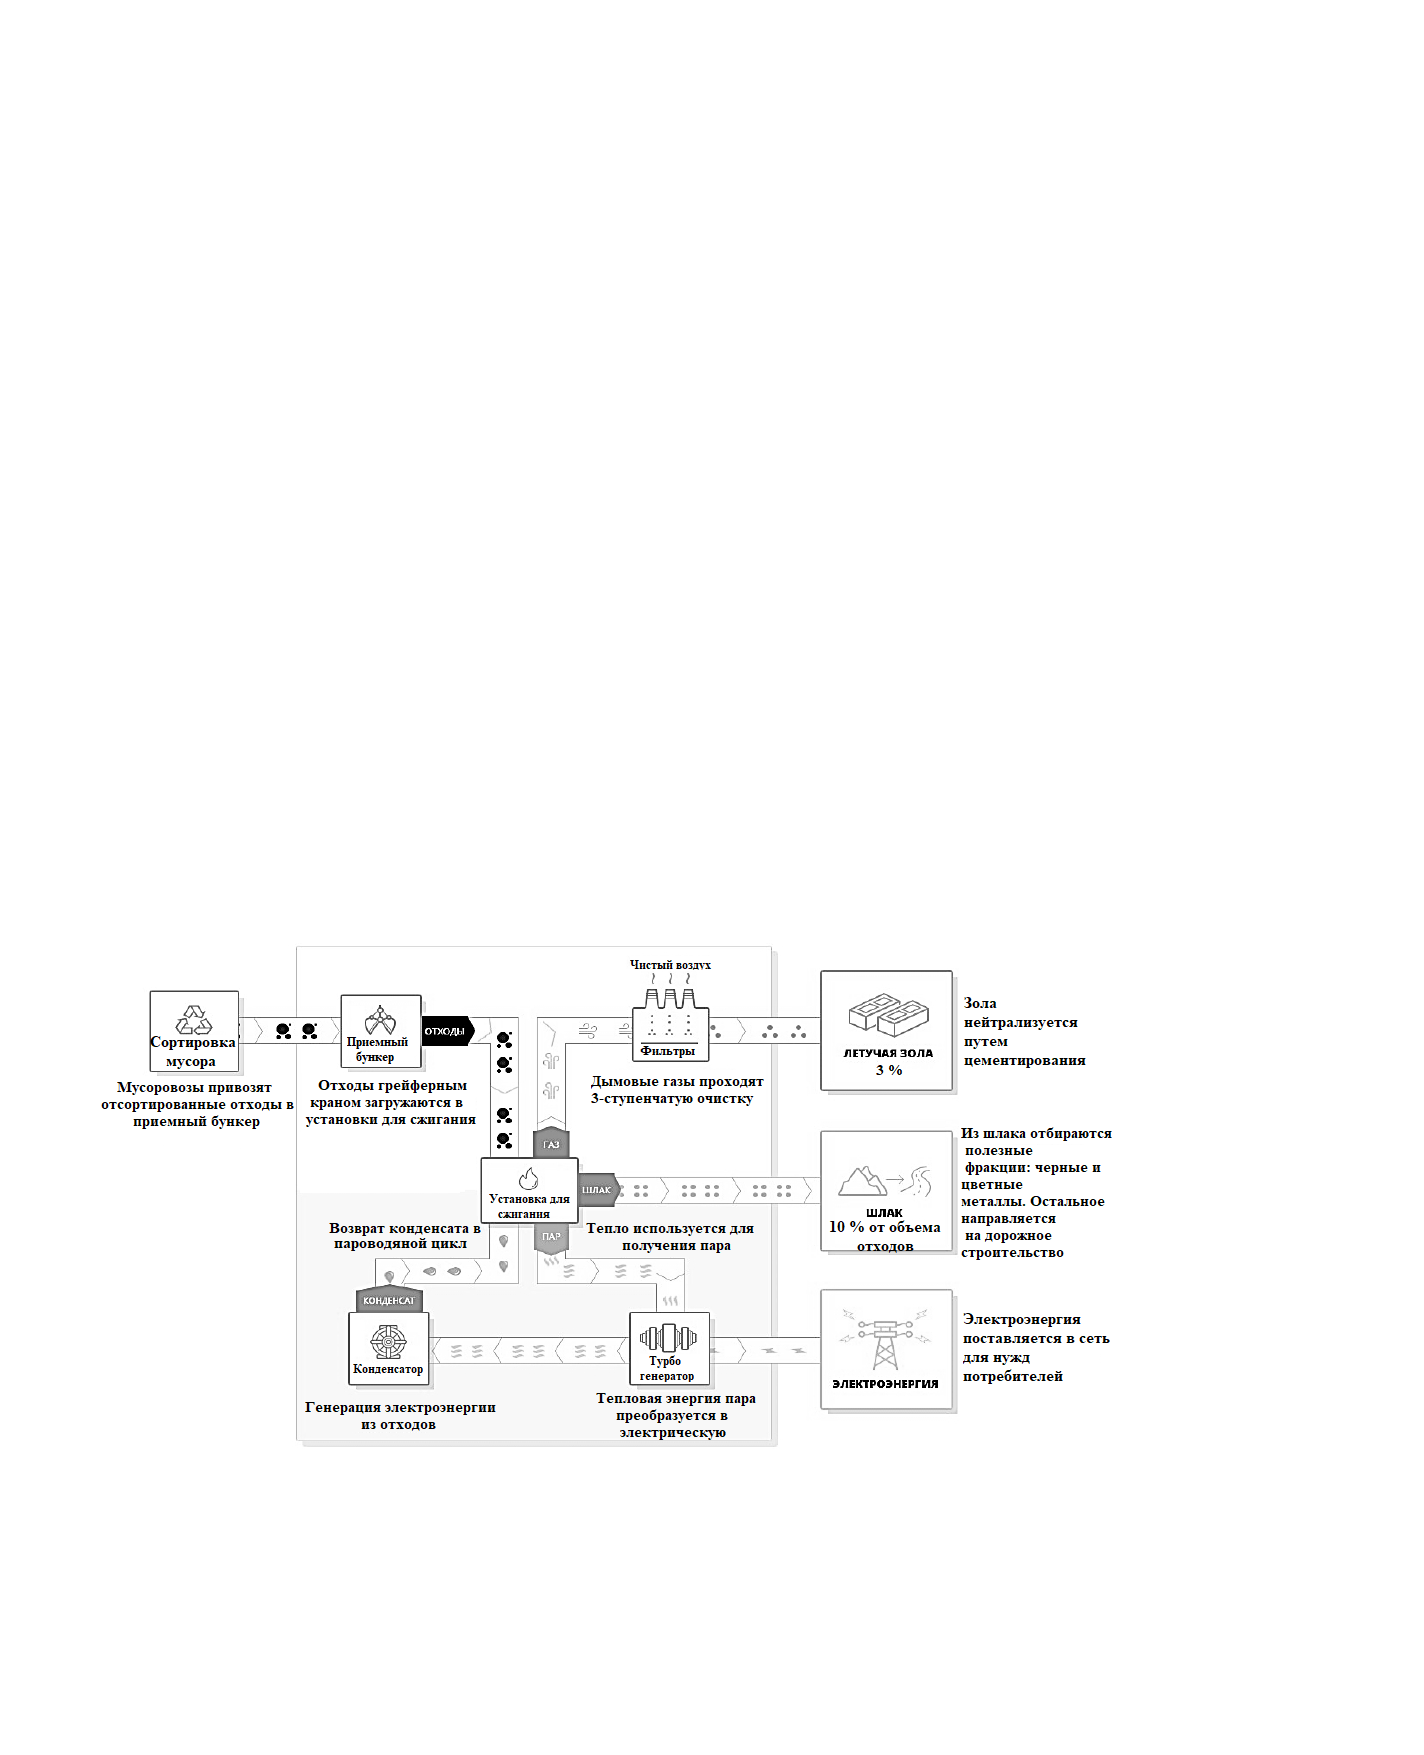 Чистый воздух
Сортировка
мусора
Приемный
бункер
ОТХОДЫ
Фильтры
ЛЕТУЧАЯ ЗОЛА
3 %
Зола
нейтрализуется
путем
цементирования
Мусоровозы привозят
отсортированные отходы в
приемный бункер
Отходы грейферным
краном загружаются в
установки для сжигания
Дымовые газы проходят
3-ступенчатую очистку
ГАЗ
Установка для
сжигания
ШЛАК
ПАР
ШЛАК
10 % от объема
отходов
Из шлака отбираются
полезные
фракции: черные и
цветные
металлы. Остальное
направляется
на дорожное
строительство
Возврат конденсата в
пароводяной цикл
Тепло используется для
получения пара
КОНДЕНСАТ
Конденсатор
Турбо
генератор
ЭЛЕКТРОЭНЕРГИЯ
Электроэнергия
поставляется в сеть
для нужд
потребителей
Генерация электроэнергии
из отходов
Тепловая энергия пара
преобразуется в
электрическую